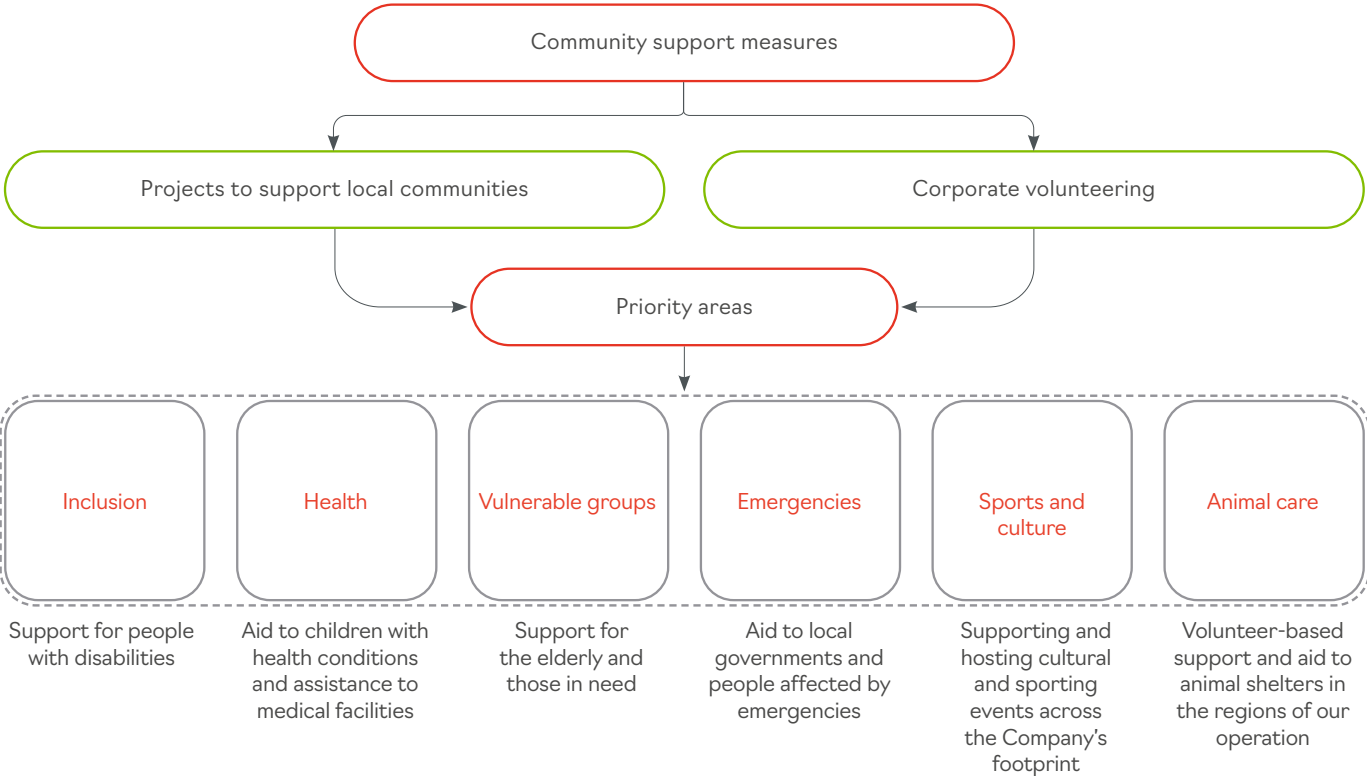 Community support measures
Projects to support local communities
Corporate volunteering
Priority areas
Inclusion
Health
Vulnerable groups
Emergencies
Sports and
culture
Animal care
Support for people
with disabilities
Aid to children with
health conditions
and assistance to
medical facilities
Support for
the elderly and
those in need
Aid to local
governments and
people affected by
emergencies
Supporting and
hosting cultural
and sporting
events across
the Company's
footprint
Volunteer-based
support and aid to
animal shelters in
the regions of our
operation